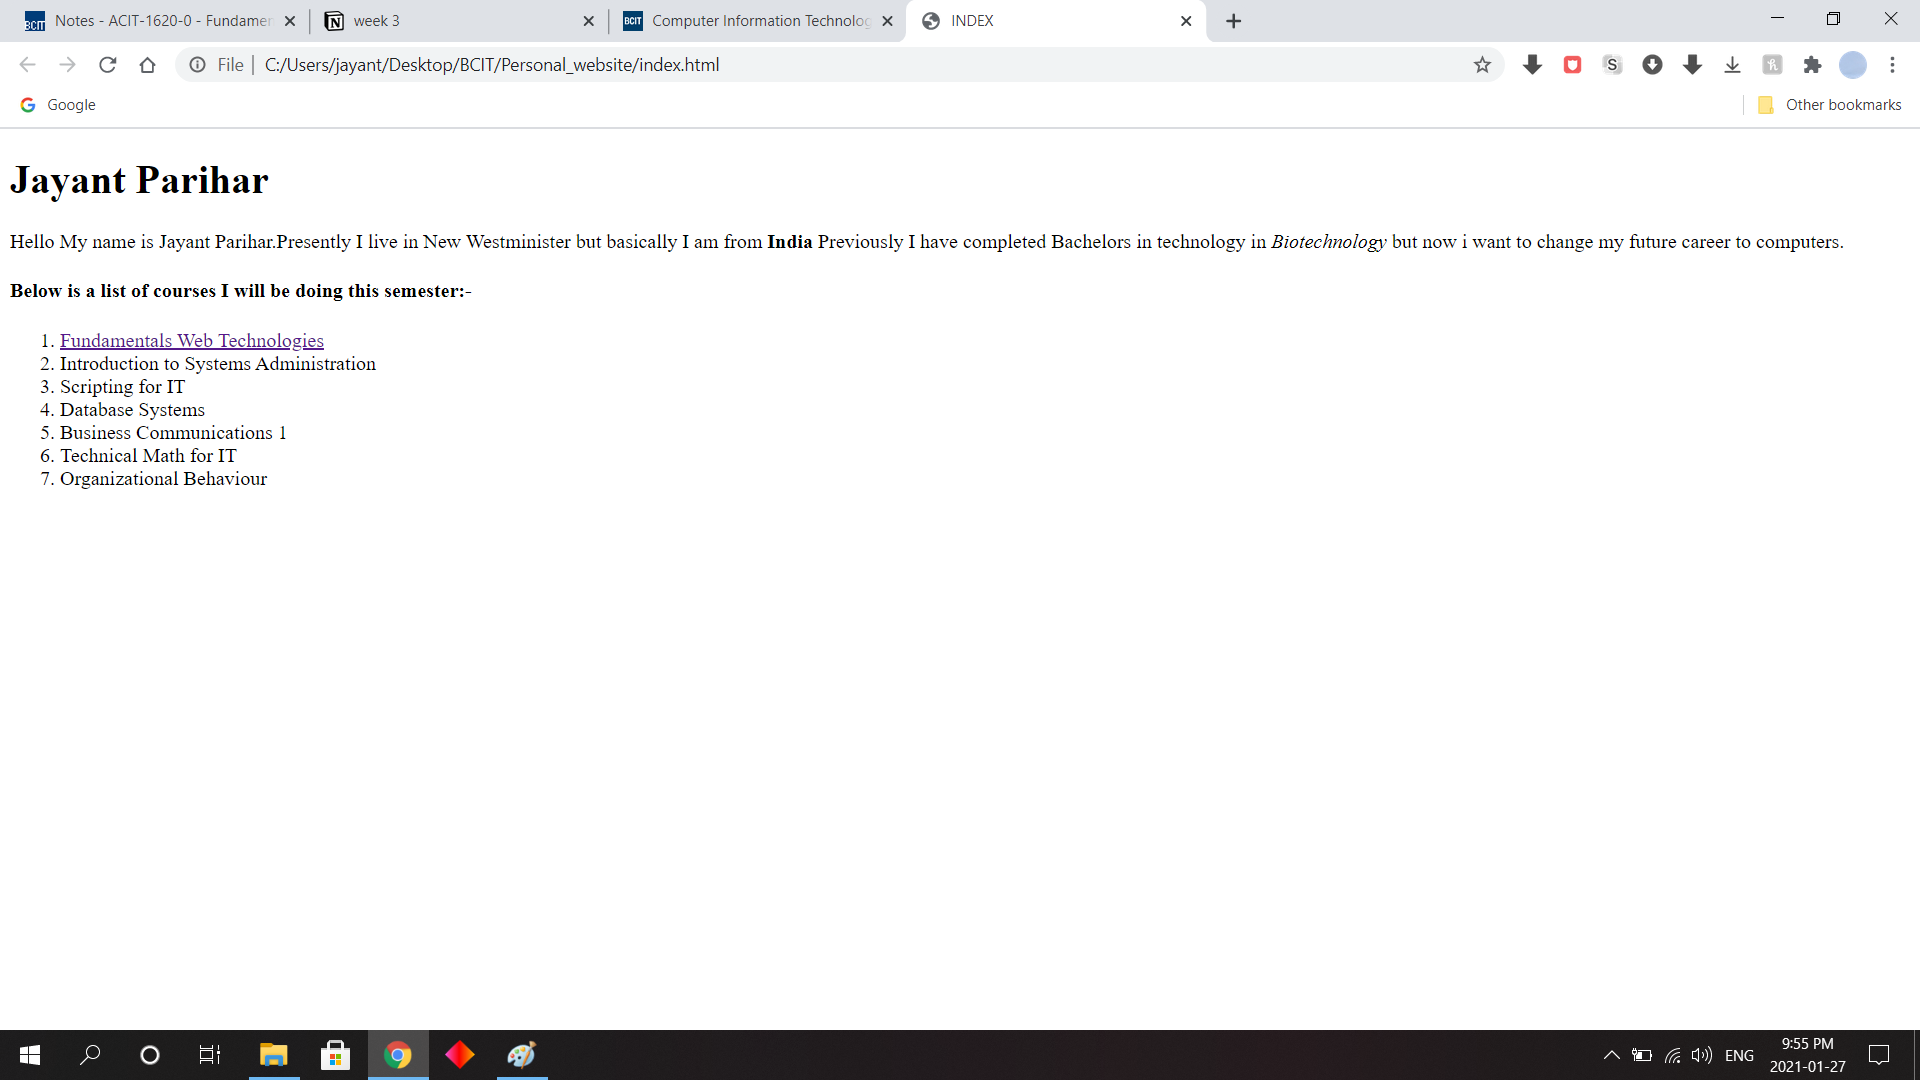 Notes - ACIT-1620-0 - Fundamen
week 3
Computer Information Technolog
INDEX
File
C:/Users/jayant/Desktop/BCIT/Personal_website/index.html
Google
Other bookmarks
Jayant Parihar
Hello My name is Jayant Parihar.Presently I live in New Westminister but basically I am from India Previously I have completed Bachelors in technology in Biotechnology but now i want to change my future career to computers.
Below is a list of courses I will be doing this semester:-
1. Fundamentals Web Technologies
2. Introduction to Systems Administration
3. Scripting for IT
4. Database Systems
5. Business Communications 1
6. Technical Math for IT
7. Organizational Behaviour
ENG
9:55 PM
2021-01-27